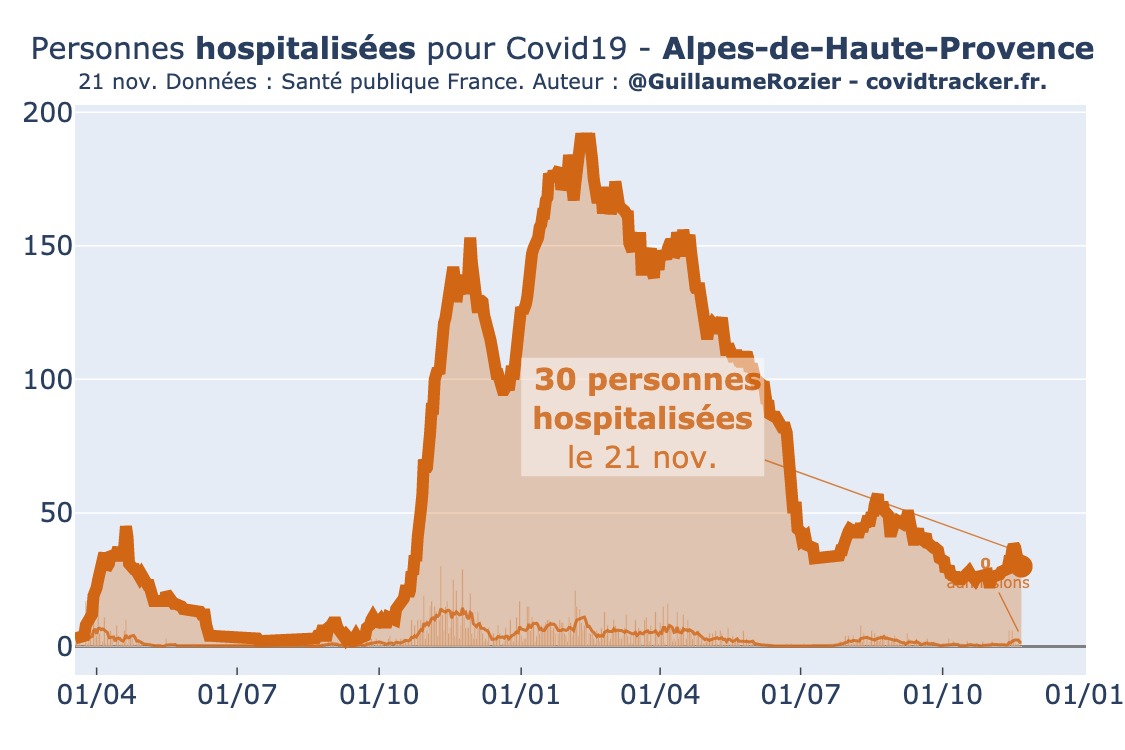 Personnes hospitalisées pour Covid19 - Alpes-de-Haute-Provence
21 nov. Données : Santé publique France. Auteur : @GuillaumeRozier - covidtracker.fr.
200
150
100
50
0
30 personnes
hospitalisées
le 21 nov.
0
admissions
01/04 01/07 01/10 01/01 01/04 01/07 01/10 01/01